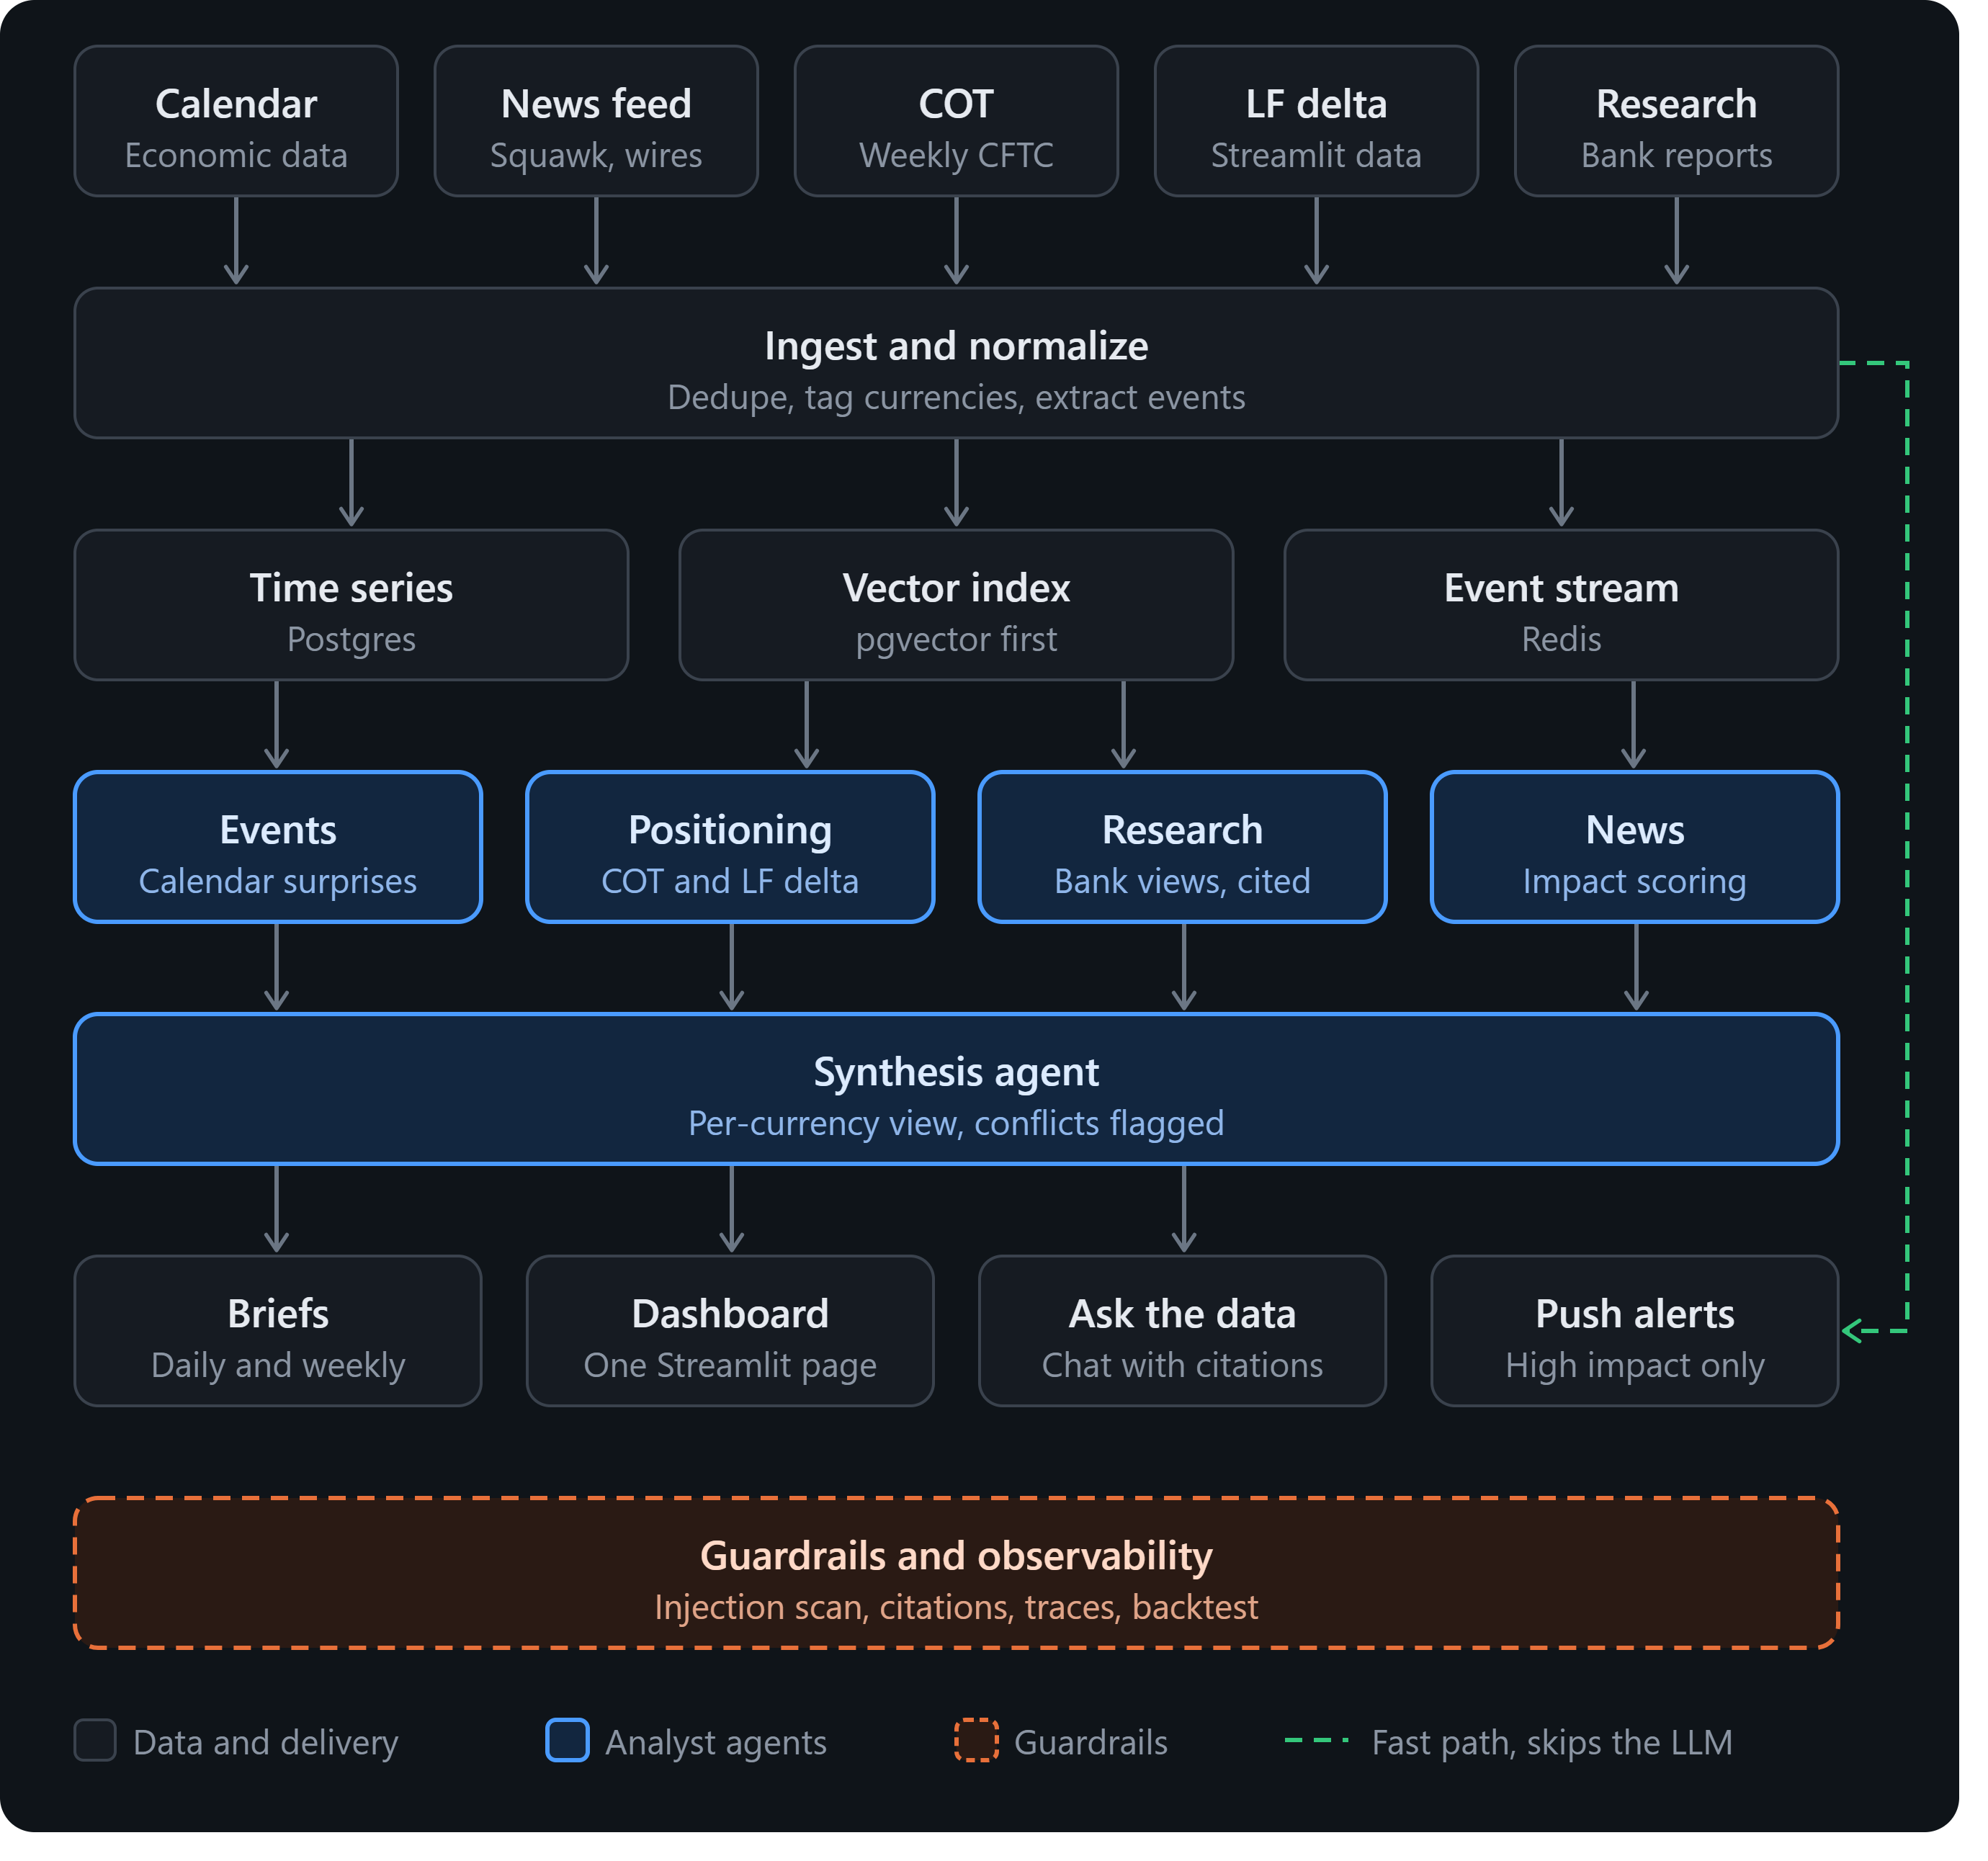 Calendar
Economic data
News feed
Squawk, wires
COT
Weekly CFTC
LF delta
Streamlit data
Research
Bank reports
Ingest and normalize
Dedupe, tag currencies, extract events
Time series
Postgres
Vector index
pgvector first
Event stream
Redis
Events
Calendar surprises
Positioning
COT and LF delta
Research
Bank views, cited
News
Impact scoring
Synthesis agent
Per-currency view, conflicts flagged
Briefs
Daily and weekly
Dashboard
One Streamlit page
Ask the data
Chat with citations
Push alerts
High impact only
Guardrails and observability
Injection scan, citations, traces, backtest
Data and delivery
Analyst agents
Guardrails
Fast path, skips the LLM